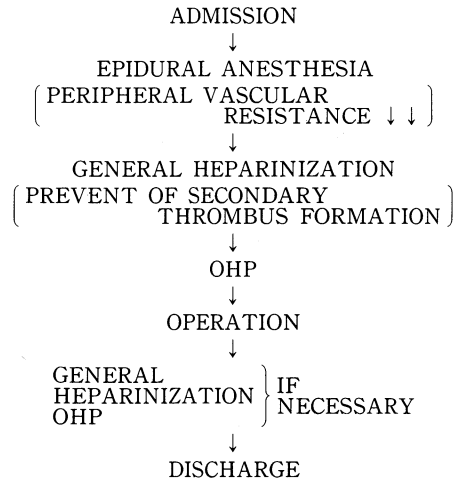 ADMISSION
↓
EPIDURAL ANESTHESIA
(PERIPHERAL VASCULAR
RESISTANCE ↓ ↓)
↓
GENERAL HEPARINIZATION
(PREVENT OF SECONDARY
THROMBUS FORMATION)
↓
OHP
↓
OPERATION
↓
GENERAL
HEPARINIZATION
OHP
} IF
NECESSARY
↓
DISCHARGE